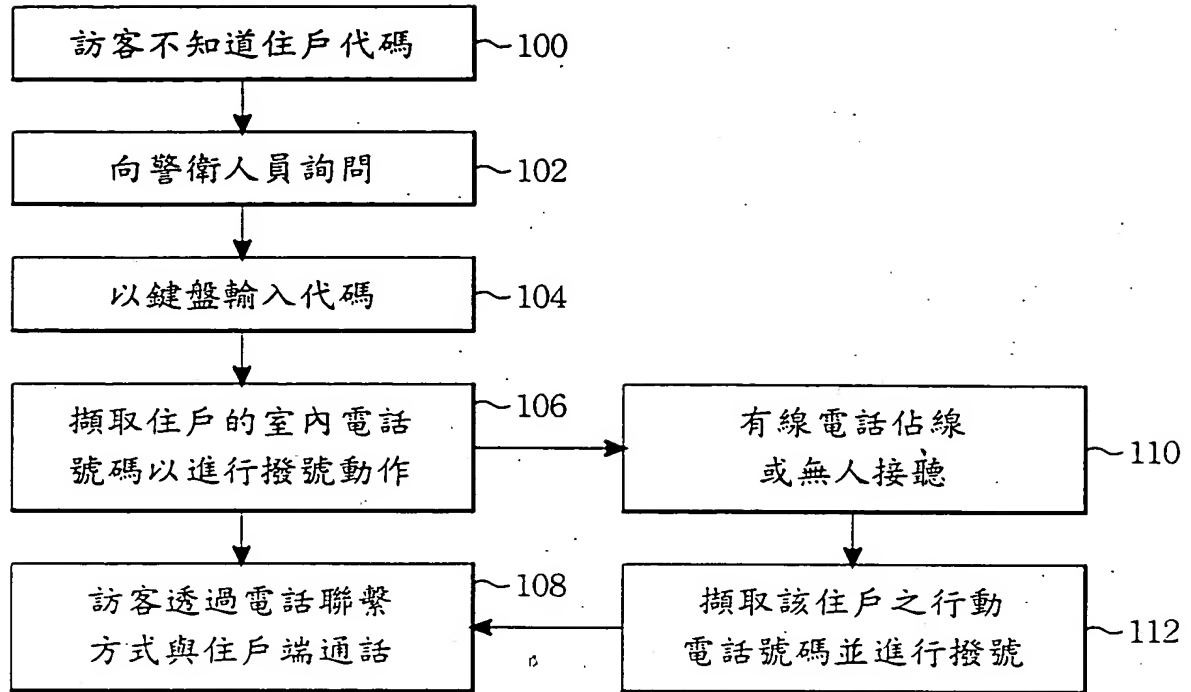 訪客不知道住戶代碼
100
向警衛人員詢問
102
以鍵盤輸入代碼
104
擷取住戶的室內電話
號碼以進行撥號動作
106
有線電話佔線
或無人接聽
110
訪客透過電話聯繫
方式與住戶端通話
108
擷取該住戶之行動
電話號碼並進行撥號
112